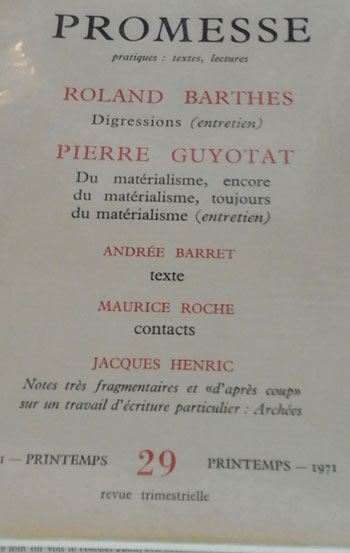 PROMESSE
pratiques : textes, lectures
ROLAND BARTHES
Digressions (entretien)
PIERRE GUYOTAT
Du matérialisme, encore
du matérialisme, toujours
du matérialisme (entretien)
ANDRÉE BARRET
texte
MAURICE ROCHE
contacts
JACQUES HENRIC
Notes très fragmentaires et «d'après coup»
sur un travail d'écriture particulier : Archées
1 — PRINTEMPS 29 PRINTEMPS — 1971
revue trimestrielle